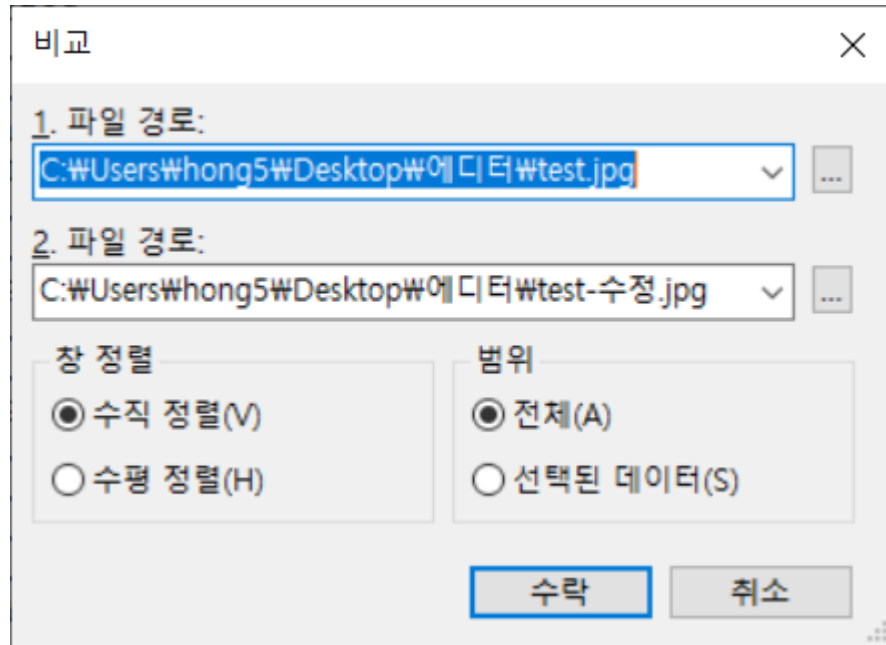 비교
1. 파일 경로:
C:₩Users₩hong5₩Desktop₩에디터₩test.jpg
...
2. 파일 경로:
C:₩Users₩hong5₩Desktop₩에디터₩test-수정.jpg
...
창 정렬
수직 정렬(V)
수평 정렬(H)
범위
전체(A)
선택된 데이터(S)
수락
취소